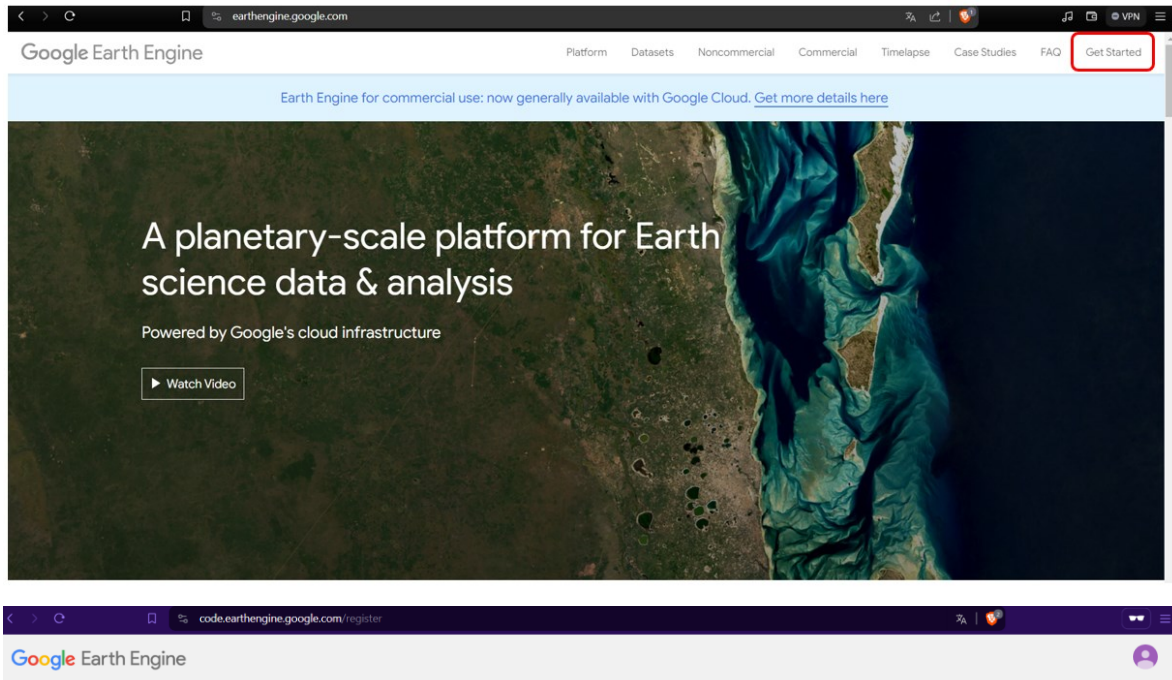 earthengine.google.com
VPN
Google Earth Engine
Platform Datasets Noncommercial Commercial Timelapse Case Studies FAQ Get Started
Earth Engine for commercial use: now generally available with Google Cloud. Get more details here
A planetary-scale platform for Earth
science data & analysis
Powered by Google's cloud infrastructure
Watch Video
code.earthengine.google.com/register
Google Earth Engine